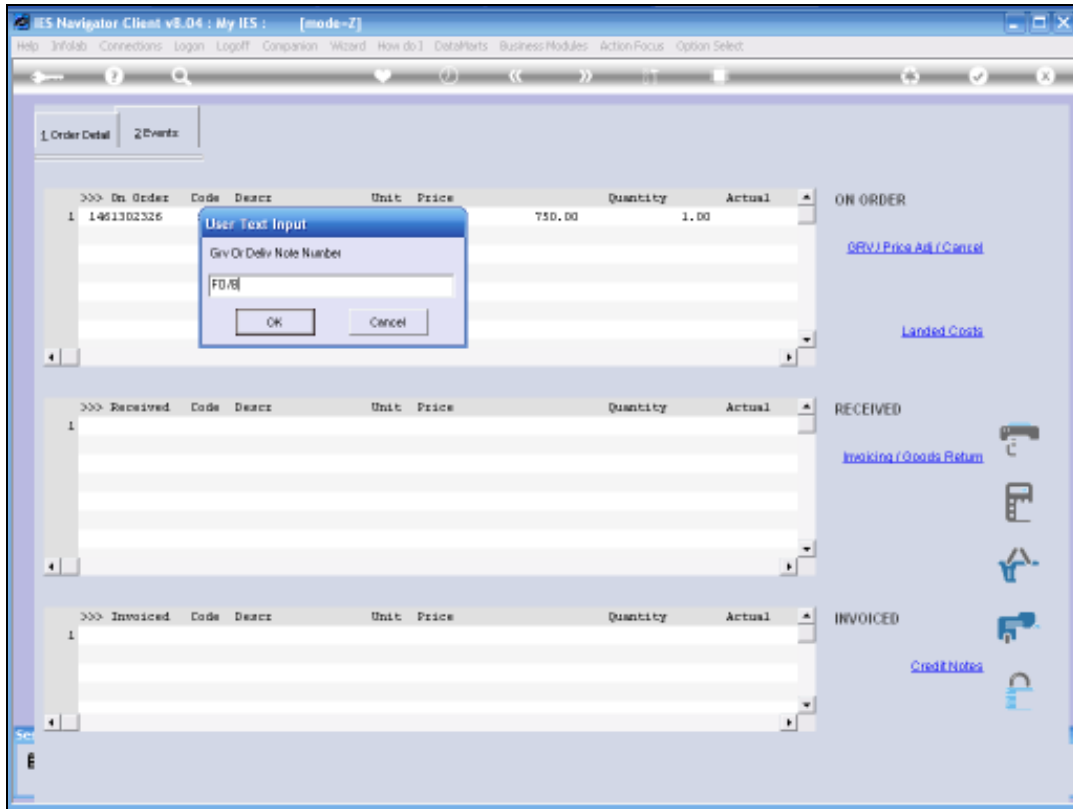 IES Navigator Client v8.04 : My IES :     [mode=Z]
Help Infolab Connections Logon Logoff Companion Wizard How do I DataMarts Business Modules Action Focus Option Select
1 Order Detail 2 Events
>>> On Order Code Descr Unit Price Quantity Actual
ON ORDER
1 1461302326 750.00 1.00
User Text Input
GRV / Price Adj / Cancel
Grv Or Deliv Note Number
OK Cancel
Landed Costs
>>> Received Code Descr Unit Price Quantity Actual
RECEIVED
1
Invoicing / Goods Return
>>> Invoiced Code Descr Unit Price Quantity Actual
INVOICED
1
Credit Notes